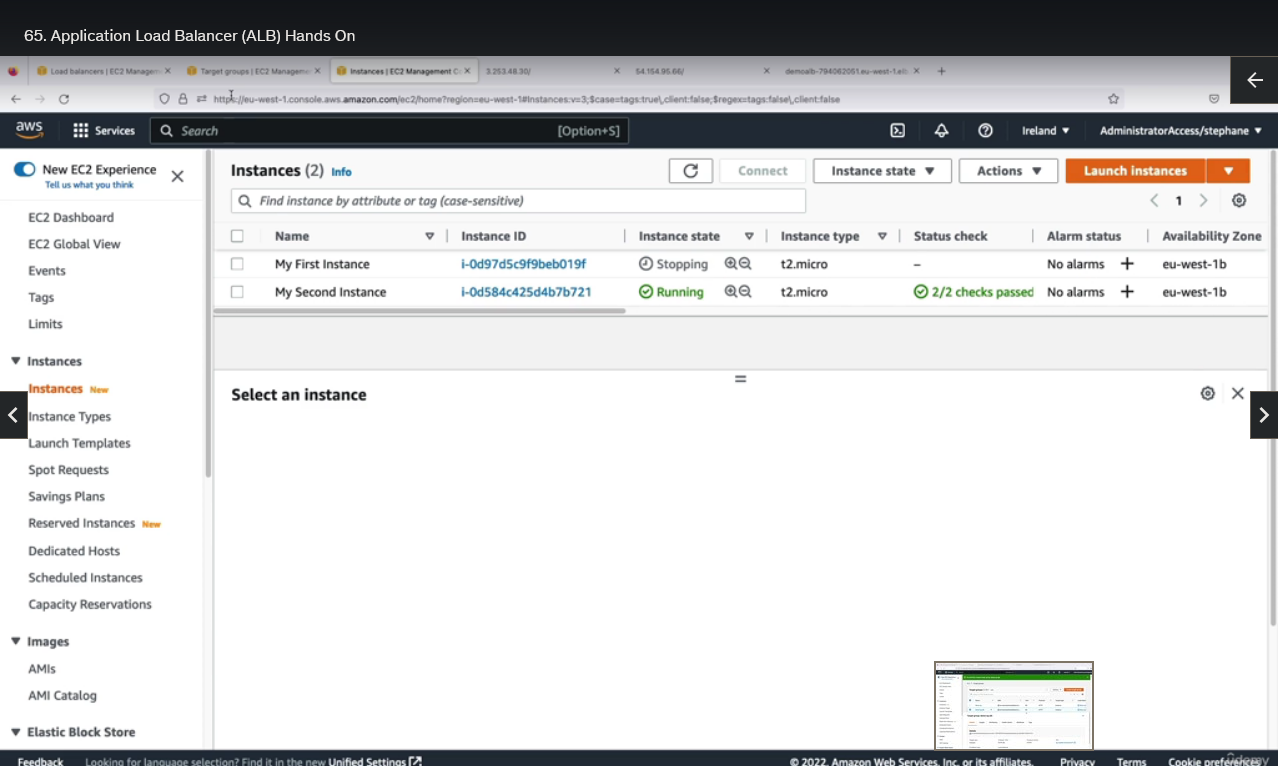 65. Application Load Balancer (ALB) Hands On
Load balancers | EC2 Managem
Target groups | EC2 Manageme
Instances | EC2 Management Co
3.253.48.30/
54.154.95.66/
demoalb-794062051.eu-west-1.elb
https://eu-west-1.console.aws.amazon.com/ec2/home?region=eu-west-1#Instances:v=3;$case=tags:true\,client:false;$regex=tags:false\,client:false
aws
Services
Search
[Option+S]
Ireland
AdministratorAccess/stephane
New EC2 Experience
Tell us what you think
EC2 Dashboard
EC2 Global View
Events
Tags
Limits
Instances
Instances New
Instance Types
Launch Templates
Spot Requests
Savings Plans
Reserved Instances New
Dedicated Hosts
Scheduled Instances
Capacity Reservations
Images
AMIs
AMI Catalog
Elastic Block Store
Instances (2) Info
Connect
Instance state
Actions
Launch instances
Find instance by attribute or tag (case-sensitive)
1
Name Instance ID Instance state Instance type Status check Alarm status Availability Zone
My First Instance i-0d97d5c9f9beb019f Stopping t2.micro – No alarms + eu-west-1b
My Second Instance i-0d584c425d4b7b721 Running t2.micro 2/2 checks passed No alarms + eu-west-1b
Select an instance
Feedback
Looking for language selection? Find it in the new Unified Settings
© 2022, Amazon Web Services, Inc. or its affiliates.
Privacy
Terms
Cookie preferences
Udemy